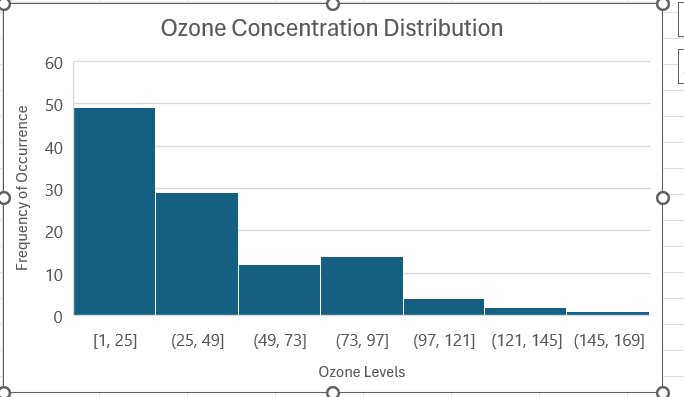 Ozone Concentration Distribution
60
50
40
30
20
10
0
Frequency of Occurrence
[1, 25] (25, 49] (49, 73] (73, 97] (97, 121] (121, 145] (145, 169]
Ozone Levels